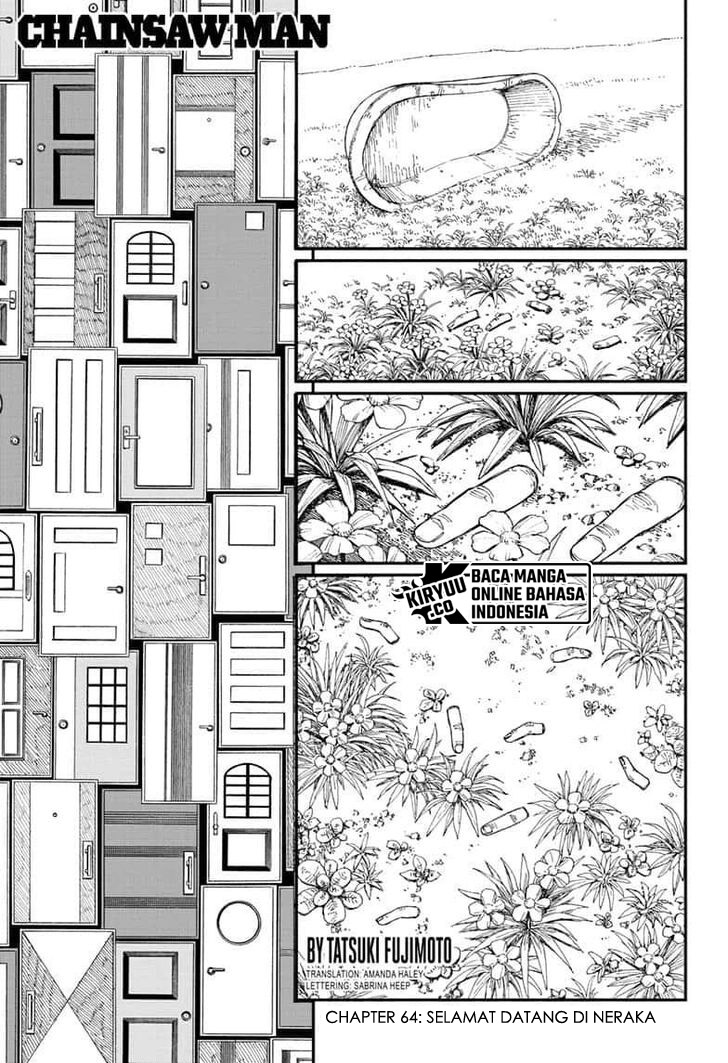 CHAINSAW MAN
KIRYUU
.CO
BACA MANGA
ONLINE BAHASA
INDONESIA
BY TATSUKI FUJIMOTO
TRANSLATION: AMANDA HALEY
LETTERING: SABRINA HEEP
CHAPTER 64: SELAMAT DATANG DI NERAKA